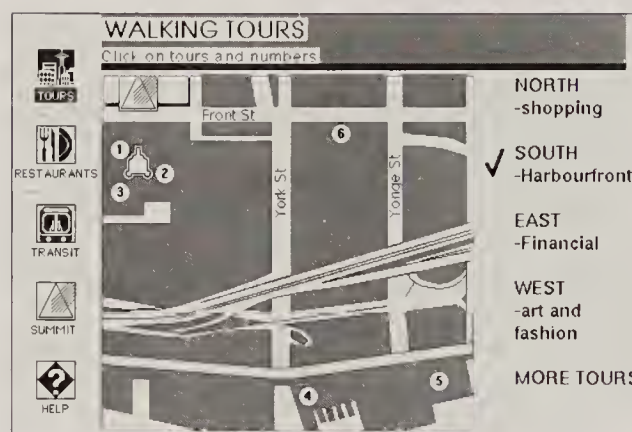 WALKING TOURS
Click on tours and numbers
TOURS
RESTAURANTS
TRANSIT
SUMMIT
?
HELP
Front St
York St
Yonge St
1
2
3
6
4
5
NORTH
-shopping
✓ SOUTH
-Harbourfront
EAST
-Financial
WEST
-art and
fashion
MORE TOURS